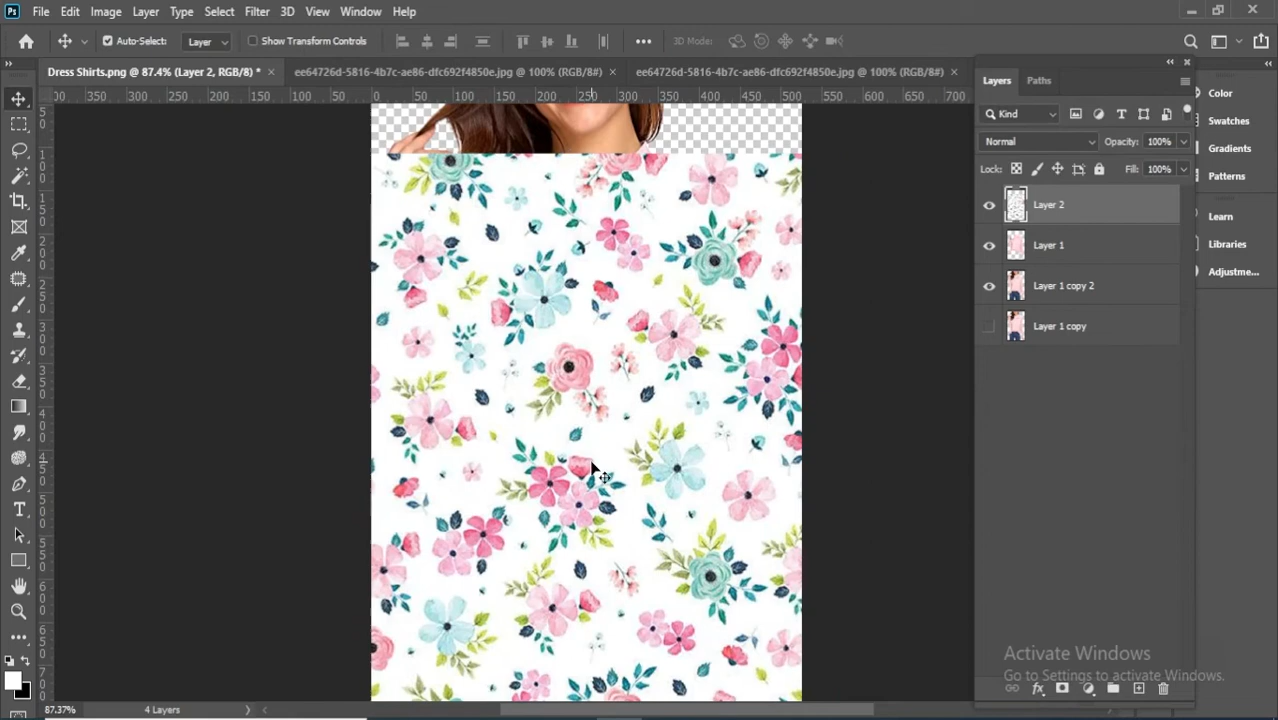 Ps File Edit Image Layer Type Select Filter 3D View Window Help
Auto-Select: Layer Show Transform Controls 3D Mode:
Dress Shirts.png @ 87.4% (Layer 2, RGB/8) * × ee64726d-5816-4b7c-ae86-dfc692f4850e.jpg @ 100% (RGB/8#) × ee64726d-5816-4b7c-ae86-dfc692f4850e.jpg @ 100% (RGB/8#) ×
350 300 250 200 150 100 50 0 50 100 150 200 250 300 350 400 450 500 550 600 650 700
Layers Paths
Color
Kind
Swatches
Normal Opacity: 100%
Gradients
Lock: Fill: 100%
Patterns
Layer 2
Learn
Layer 1
Libraries
Adjustme...
Layer 1 copy 2
Layer 1 copy
Activate Windows
Go to Settings to activate Windows.
87.37% 4 Layers